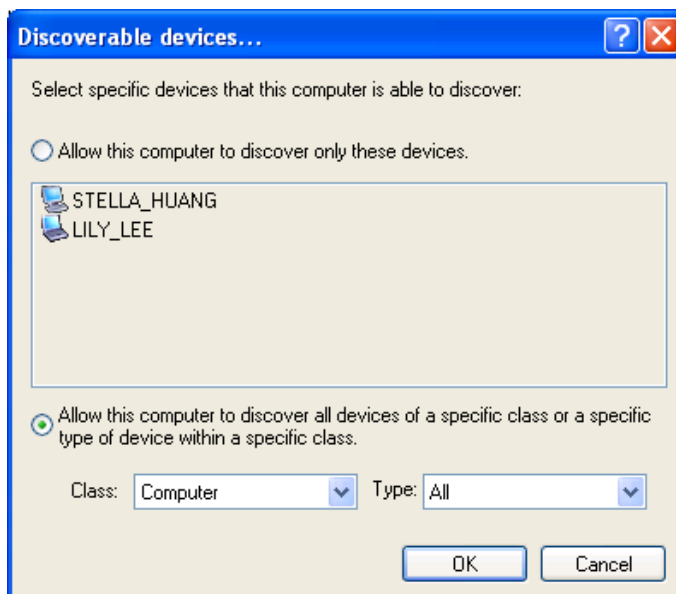 Discoverable devices...
Select specific devices that this computer is able to discover:
Allow this computer to discover only these devices.
STELLA_HUANG
LILY_LEE
Allow this computer to discover all devices of a specific class or a specific
type of device within a specific class.
Class: Computer Type: All
OK Cancel